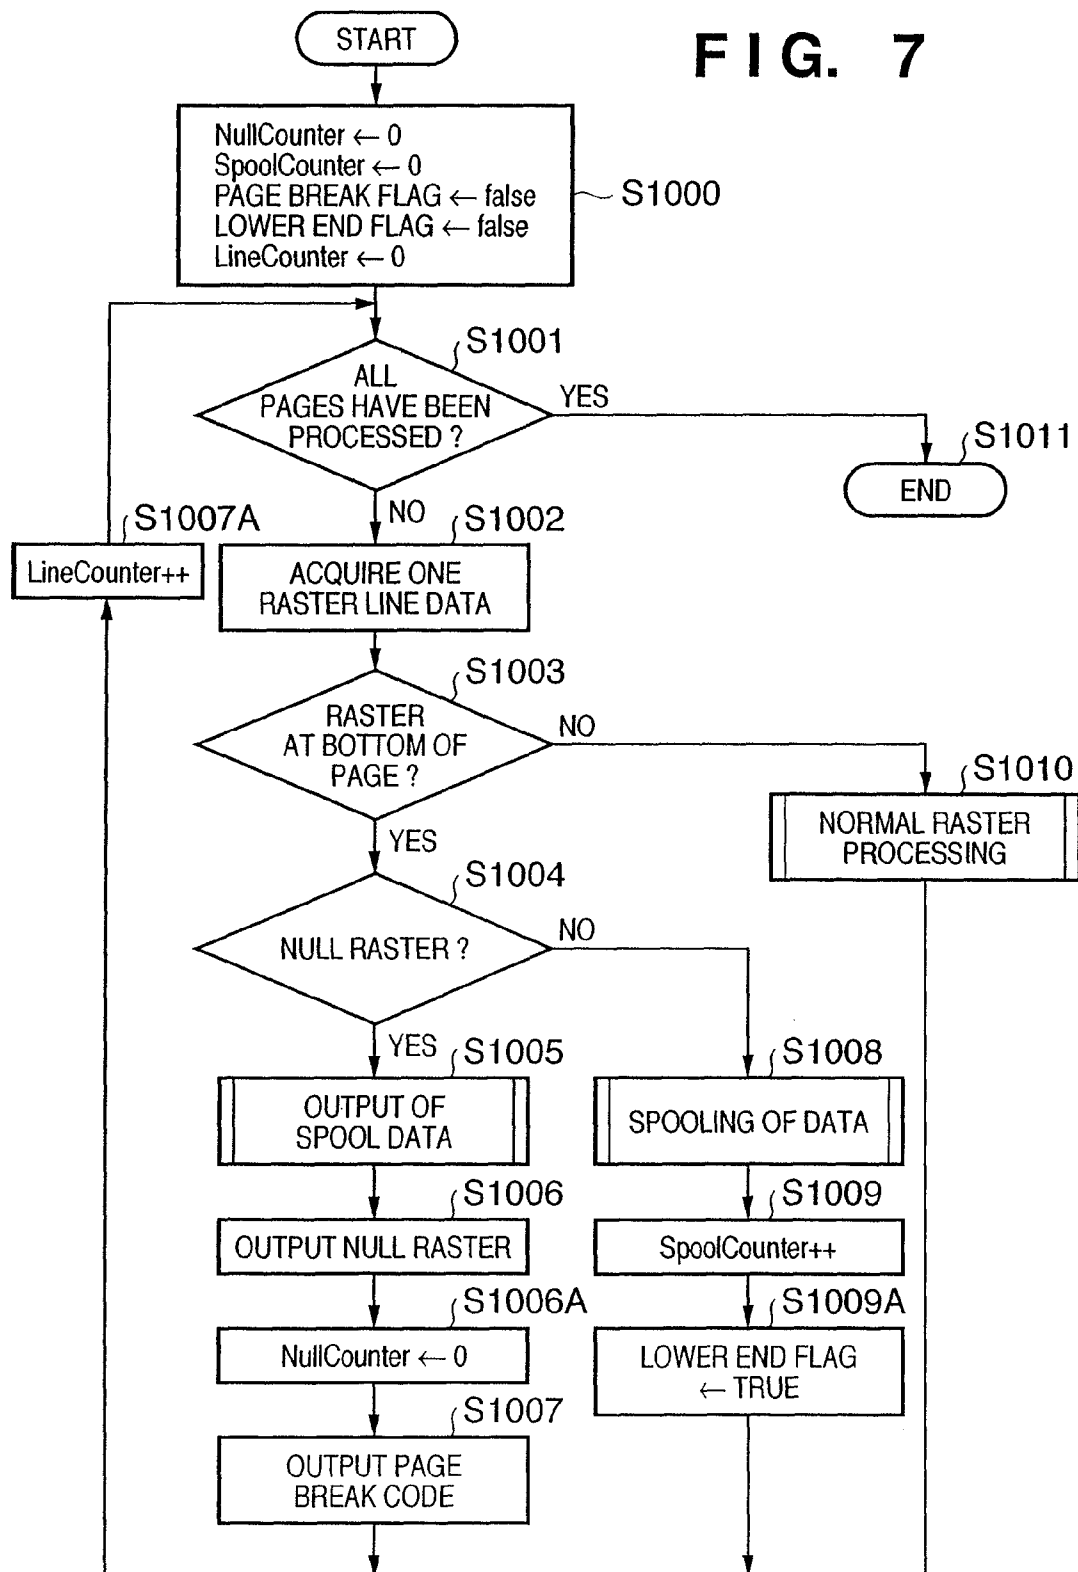 START
FIG. 7
NullCounter ← 0
SpoolCounter ← 0
PAGE BREAK FLAG ← false
LOWER END FLAG ← false
LineCounter ← 0
S1000
S1001
ALL
PAGES HAVE BEEN
PROCESSED ?
YES
S1011
END
NO
S1007A
LineCounter++
S1002
ACQUIRE ONE
RASTER LINE DATA
S1003
RASTER
AT BOTTOM OF
PAGE ?
NO
S1010
NORMAL RASTER
PROCESSING
YES
S1004
NULL RASTER ?
NO
YES
S1005
OUTPUT OF
SPOOL DATA
S1008
SPOOLING OF DATA
S1006
OUTPUT NULL RASTER
S1009
SpoolCounter++
S1006A
NullCounter ← 0
S1009A
LOWER END FLAG
← TRUE
S1007
OUTPUT PAGE
BREAK CODE